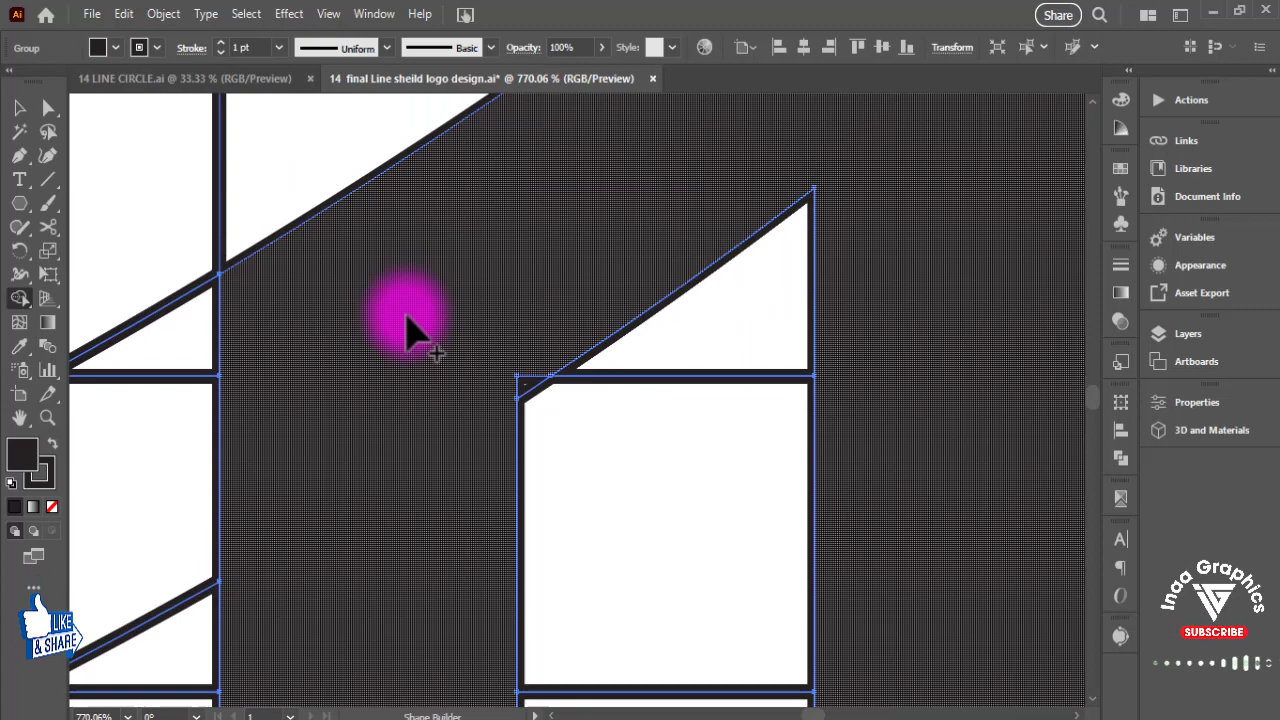 Ai
File Edit Object Type Select Effect View Window Help
Share
Group
Stroke: 1 pt
Uniform
Basic
Opacity: 100%
Style:
Transform
14 LINE CIRCLE.ai @ 33.33 % (RGB/Preview) ×
14 final Line sheild logo design.ai* @ 770.06 % (RGB/Preview) ×
Actions
Links
Libraries
Document Info
Variables
Appearance
Asset Export
Layers
Artboards
Properties
3D and Materials
LIKE
& SHARE
Inaa Graphics
SUBSCRIBE
770.06%
0°
1
Shape Builder